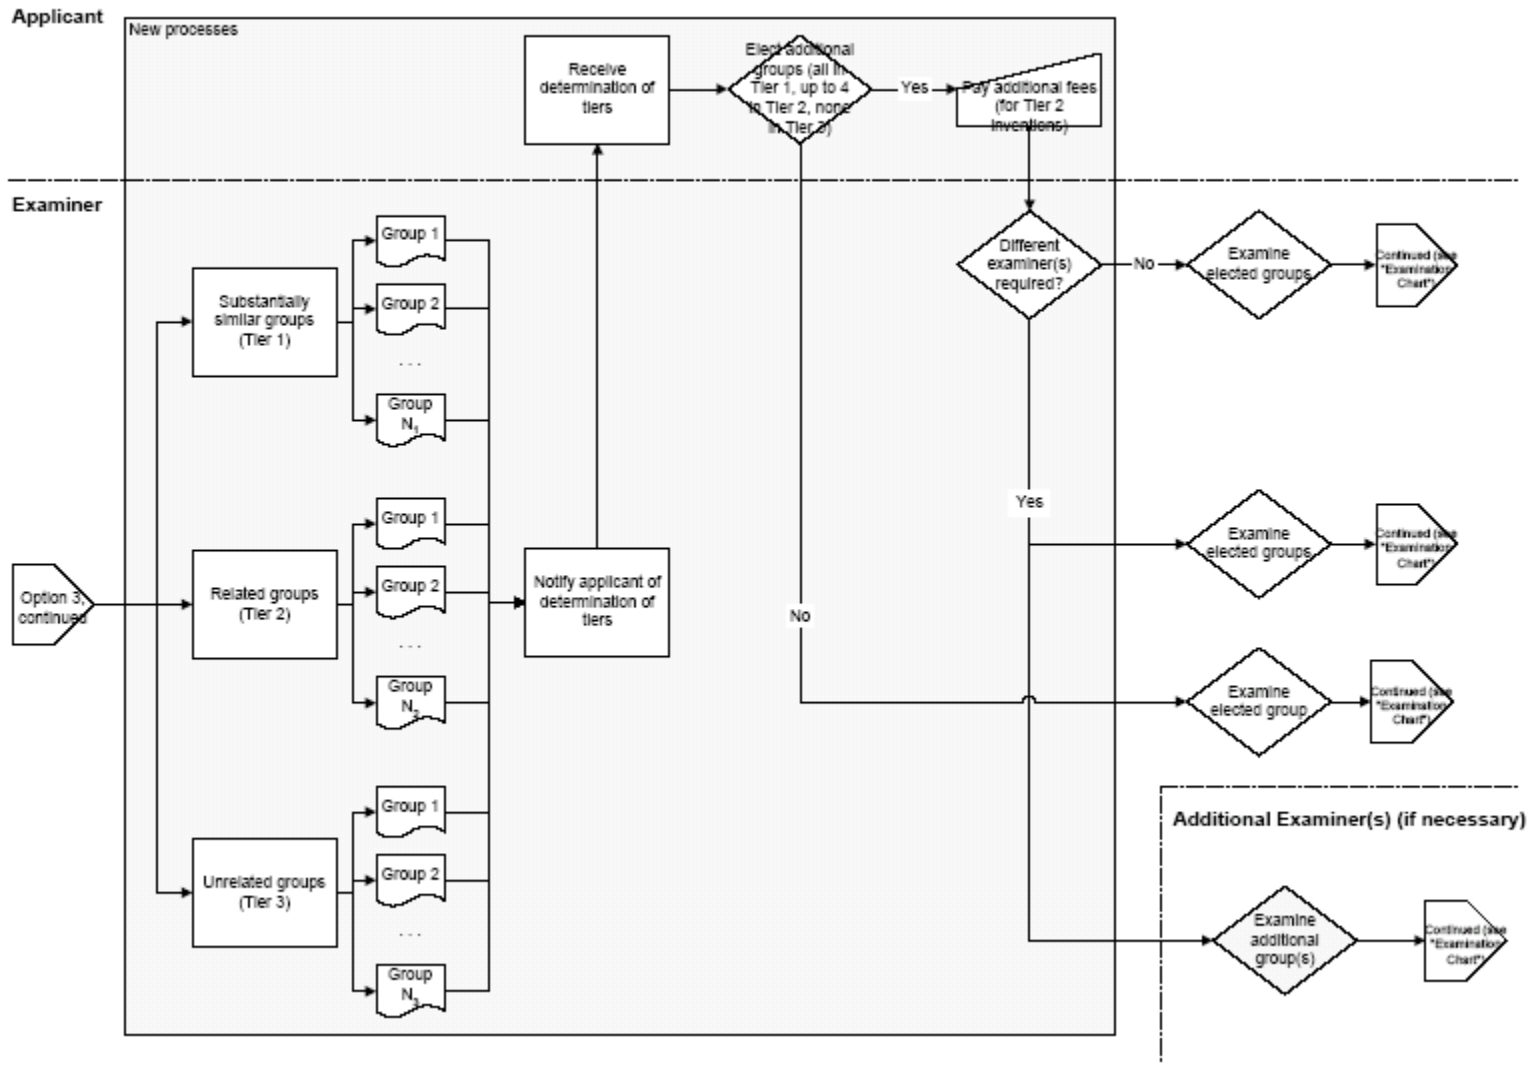 Applicant
New processes
Receive
determination of
tiers
Elect additional
groups (all in
Tier 1, up to 4
in Tier 2, none
in Tier 3)
Yes
Pay additional fees
(for Tier 2
inventions)
Examiner
Substantially
similar groups
(Tier 1)
Group 1
Group 2
. . .
Group
N1
Different
examiner(s)
required?
No
Examine
elected groups
Continued (see
"Examination
Chart")
Yes
Examine
elected groups
Continued (see
"Examination
Chart")
Option 3,
continued
Related groups
(Tier 2)
Group 1
Group 2
. . .
Group
N2
Notify applicant of
determination of
tiers
No
Examine
elected group
Continued (see
"Examination
Chart")
Unrelated groups
(Tier 3)
Group 1
Group 2
. . .
Group
N3
Additional Examiner(s) (if necessary)
Examine
additional
group(s)
Continued (see
"Examination
Chart")